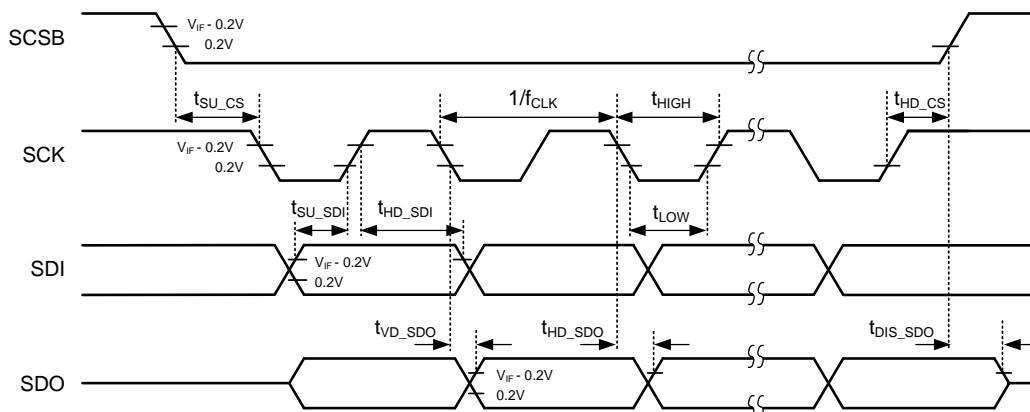 SCSB
V_IF - 0.2V
0.2V
t_SU_CS
1/f_CLK
t_HIGH
t_HD_CS
SCK
V_IF - 0.2V
0.2V
t_SU_SDI
t_HD_SDI
t_LOW
SDI
V_IF - 0.2V
0.2V
t_VD_SDO
t_HD_SDO
t_DIS_SDO
SDO
V_IF - 0.2V
0.2V